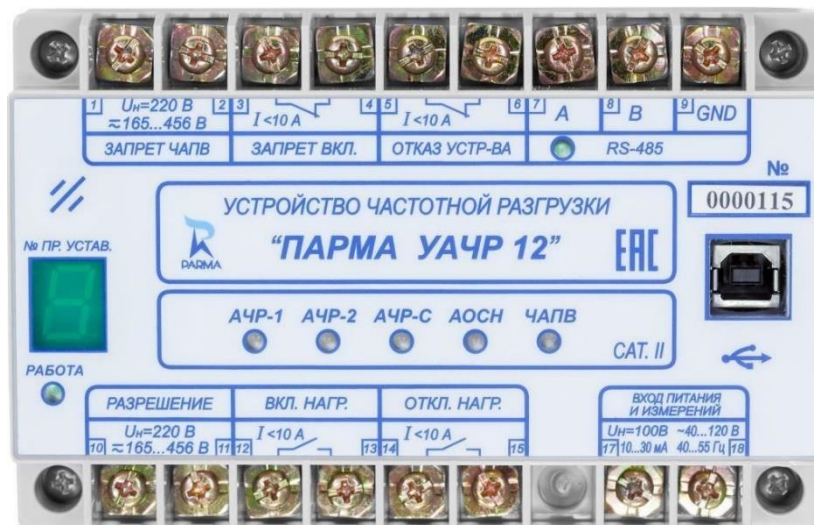 1 Uн=220 В 2 3 4 5 6 7 8 9
≂165...456 В I <10 А I <10 А A B GND
ЗАПРЕТ ЧАПВ ЗАПРЕТ ВКЛ. ОТКАЗ УСТР-ВА RS-485
№
0000115
УСТРОЙСТВО ЧАСТОТНОЙ РАЗГРУЗКИ
"ПАРМА УАЧР 12" EAC
PARMA
№ ПР. УСТАВ.
АЧР-1 АЧР-2 АЧР-С АОСН ЧАПВ
CAT. II
РАБОТА
РАЗРЕШЕНИЕ ВКЛ. НАГР. ОТКЛ. НАГР. ВХОД ПИТАНИЯ
И ИЗМЕРЕНИЙ
Uн=220 В I <10 А I <10 А Uн=100В ~40...120 В
10 ≂165...456 В 11 12 13 14 15 17 10...30 мА 40...55 Гц 18